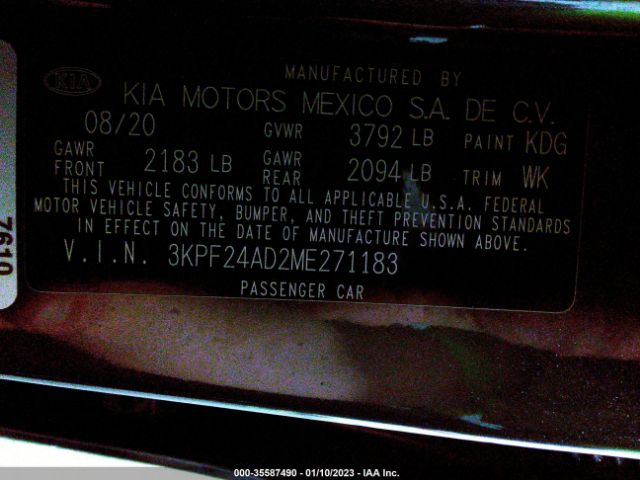 MANUFACTURED BY
KIA KIA MOTORS MEXICO S.A. DE C.V.
08/20 GVWR 3792 LB PAINT KDG
GAWR FRONT 2183 LB GAWR REAR 2094 LB TRIM WK
THIS VEHICLE CONFORMS TO ALL APPLICABLE U.S.A. FEDERAL
MOTOR VEHICLE SAFETY, BUMPER, AND THEFT PREVENTION STANDARDS
IN EFFECT ON THE DATE OF MANUFACTURE SHOWN ABOVE.
V.I.N. 3KPF24AD2ME271183
PASSENGER CAR
7610
000-35587490 - 01/10/2023 - IAA Inc.